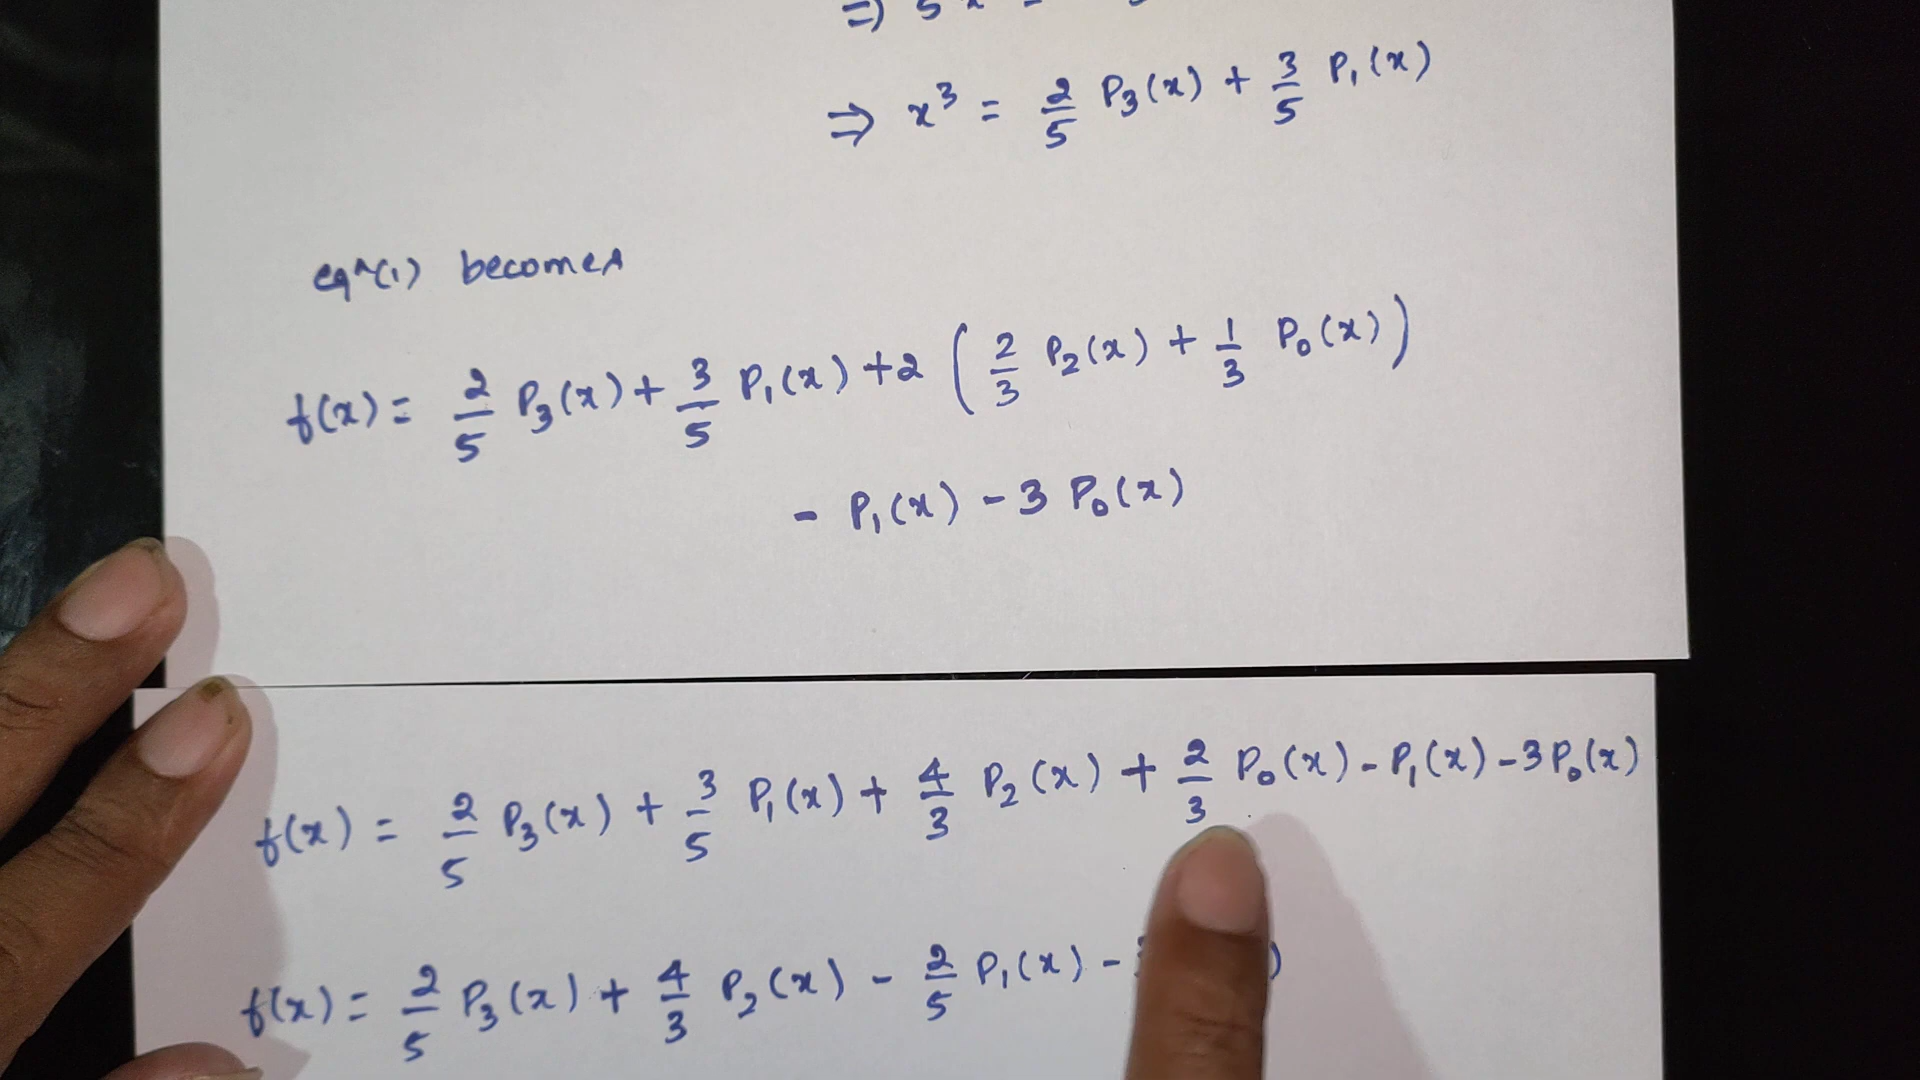 ⇒ x³ = 2/5 P₃(x) + 3/5 P₁(x)
eqⁿ(1) becomes
f(x) = 2/5 P₃(x) + 3/5 P₁(x) + 2 ( 2/3 P₂(x) + 1/3 P₀(x) )
- P₁(x) - 3 P₀(x)
f(x) = 2/5 P₃(x) + 3/5 P₁(x) + 4/3 P₂(x) + 2/3 P₀(x) - P₁(x) - 3P₀(x)
f(x) = 2/5 P₃(x) + 4/3 P₂(x) - 2/5 P₁(x) - )